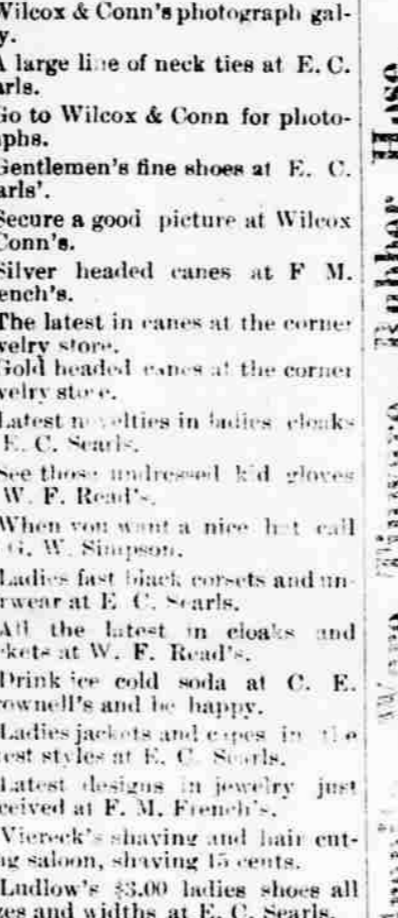 Wilcox & Conn's photograph gal-
y.
A large line of neck ties at E. C.
arls.
Go to Wilcox & Conn for photo-
aphs.
Gentlemen's fine shoes at E. C.
arls'.
Secure a good picture at Wilcox
Conn's.
Silver headed canes at F M.
ench's.
The latest in canes at the corner
welry store.
Gold headed canes at the corner
welry store.
Latest novelties in ladies cloaks
E. C. Searls.
See those undressed kid gloves
W. F. Read's.
When you want a nice hat call
G. W. Simpson.
Ladies fast black corsets and un-
rwear at E. C. Searls.
All the latest in cloaks and
ckets at W. F. Read's.
Drink ice cold soda at C. E.
rownell's and be happy.
Ladies jackets and capes in the
test styles at E. C. Searls.
Latest designs in jewelry just
ceived at F. M. French's.
Viereck's shaving and hair cut-
ng saloon, shaving 15 cents.
Ludlow's $3.00 ladies shoes all
zes and widths at E. C. Searls.
Rubber Hose